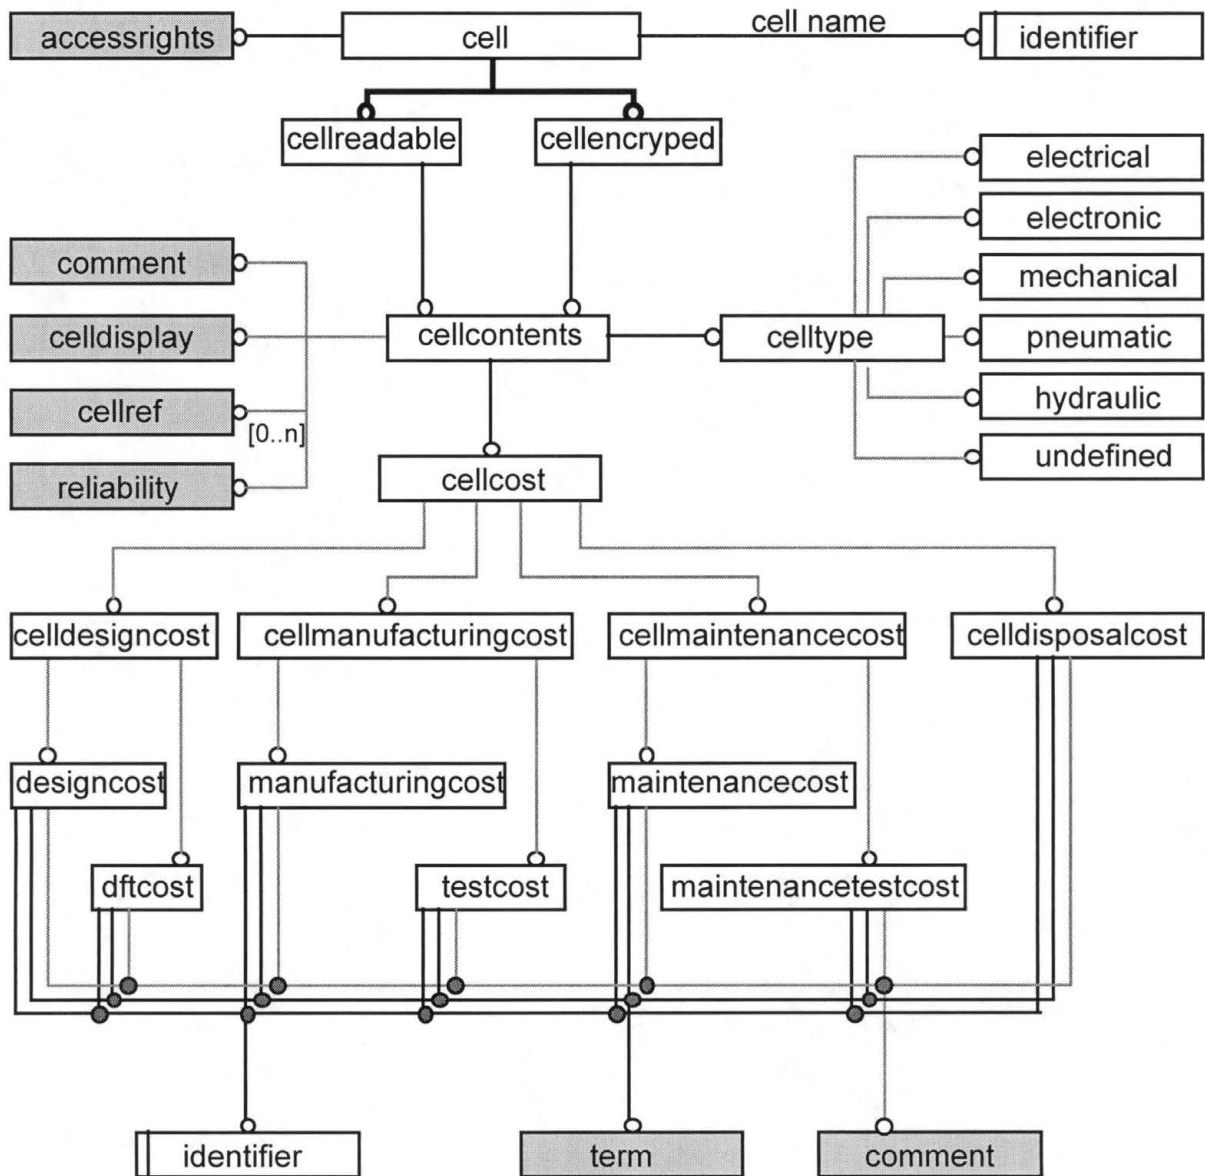 cell name
accessrights
cell
identifier
cellreadable
cellencryped
electrical
electronic
comment
mechanical
celldisplay
cellcontents
celltype
pneumatic
cellref
hydraulic
[0..n]
undefined
cellcost
reliability
celldesigncost
cellmanufacturingcost
cellmaintenancecost
celldisposalcost
designcost
manufacturingcost
maintenancecost
dftcost
testcost
maintenancetestcost
identifier
term
comment